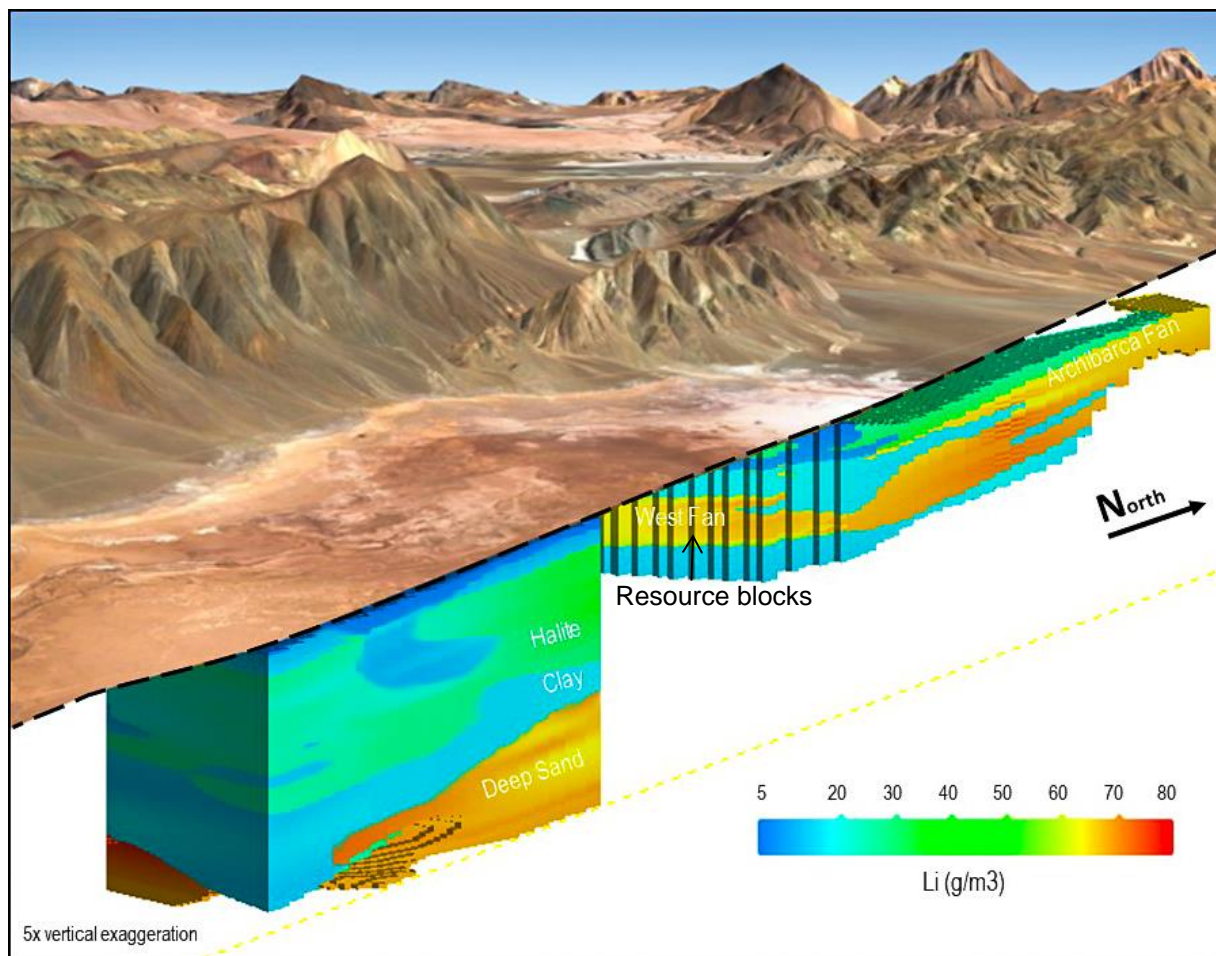 Archibarca Fan
North
West Fan
Resource blocks
Halite
Clay
Deep Sand
5 20 30 40 50 60 70 80
Li (g/m3)
5x vertical exaggeration